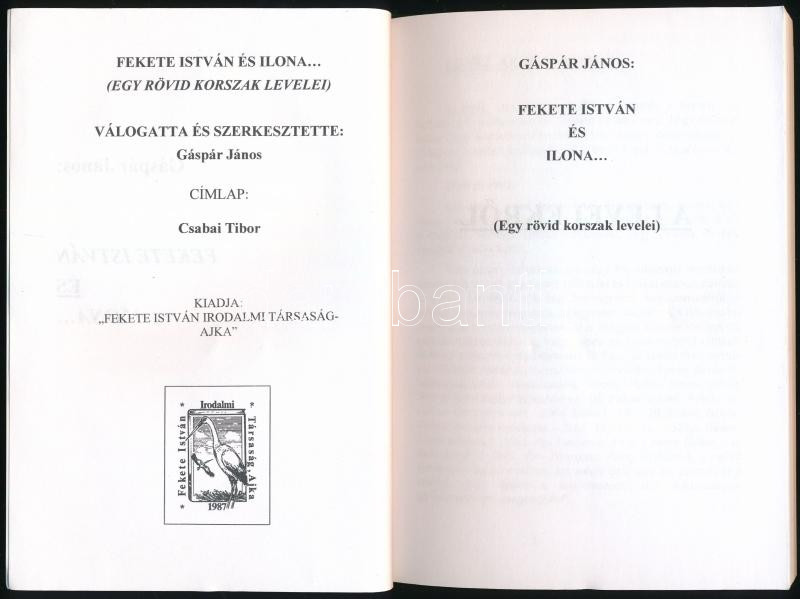 FEKETE ISTVÁN ÉS ILONA…
(EGY RÖVID KORSZAK LEVELEI)
VÁLOGATTA ÉS SZERKESZTETTE:
Gáspár János
CÍMLAP:
Csabai Tibor
KIADJA:
„FEKETE ISTVÁN IRODALMI TÁRSASÁG-
AJKA”
* Irodalmi *
Fekete István
Társaság, Ajka
* 1987 *
GÁSPÁR JÁNOS:
FEKETE ISTVÁN
ÉS
ILONA…
(Egy rövid korszak levelei)